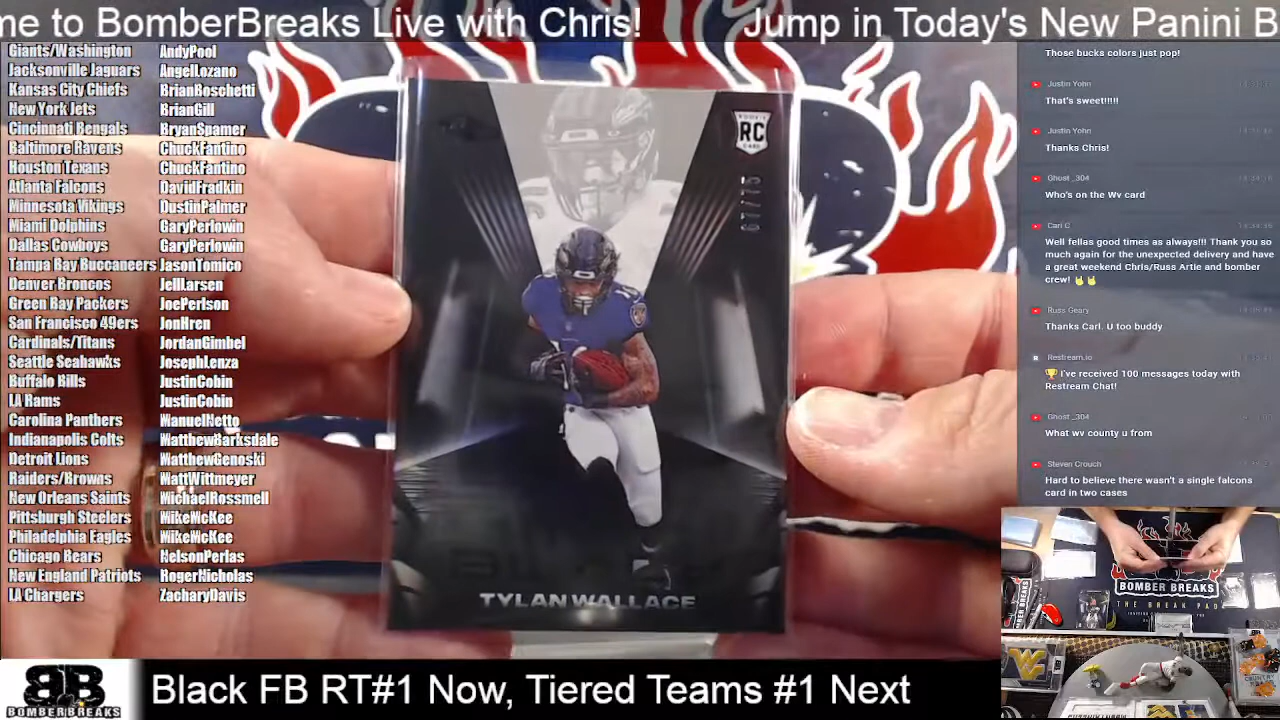 me to BomberBreaks Live with Chris!
Jump in Today's New Panini B
Giants/Washington AndyPool
Jacksonville Jaguars AngelLozano
Kansas City Chiefs BrianBoschetti
New York Jets BrianGill
Cincinnati Bengals BryanSpamer
Baltimore Ravens ChuckFantino
Houston Texans ChuckFantino
Atlanta Falcons DavidFradkin
Minnesota Vikings DustinPalmer
Miami Dolphins GaryPerlowin
Dallas Cowboys GaryPerlowin
Tampa Bay Buccaneers JasonTomico
Denver Broncos JeffLarsen
Green Bay Packers JoePerlson
San Francisco 49ers JonHren
Cardinals/Titans JordanGimbel
Seattle Seahawks JosephLenza
Buffalo Bills JustinCobin
LA Rams JustinCobin
Carolina Panthers ManuelNetto
Indianapolis Colts MatthewBarksdale
Detroit Lions MatthewGenoski
Raiders/Browns MattWittmeyer
New Orleans Saints MichaelRossmell
Pittsburgh Steelers MikeMcKee
Philadelphia Eagles MikeMcKee
Chicago Bears NelsonPerlas
New England Patriots RogerNicholas
LA Chargers ZacharyDavis
ROOKIE
RC
CARD
67/75
TYLAN WALLACE
Those bucks colors just pop!
Justin Yohn
That's sweet!!!!!
Justin Yohn
Thanks Chris!
Ghost_304
Who's on the Wv card
Carl C
Well fellas good times as always!!! Thank you so
much again for the unexpected delivery and have
a great weekend Chris/Russ Artie and bomber
crew! 🤘🤘
Russ Geary
Thanks Carl. U too buddy
Restream.io
🏆 I've received 100 messages today with
Restream Chat!
Ghost_304
What wv county u from
Steven Crouch
Hard to believe there wasn't a single falcons
card in two cases
BOMBER BREAKS
THE BREAK PAD
BB
BOMBERBREAKS
Black FB RT#1 Now, Tiered Teams #1 Next